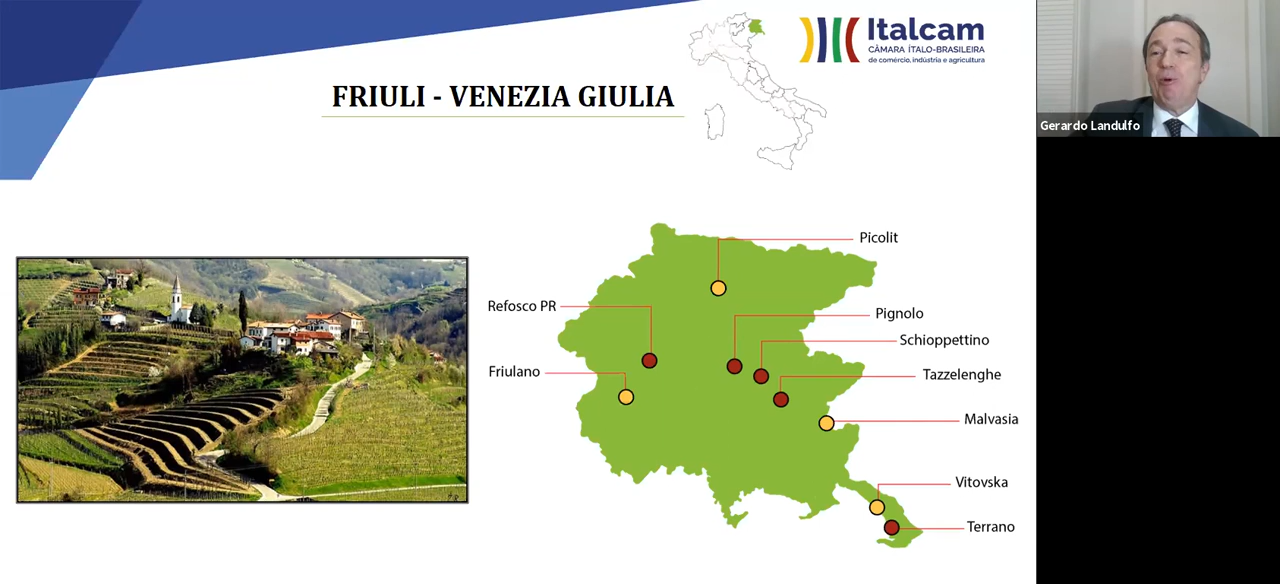 Italcam
CÂMARA ÍTALO-BRASILEIRA
de comércio, indústria e agricultura
FRIULI - VENEZIA GIULIA
Gerardo Landulfo
Picolit
Refosco PR
Pignolo
Schioppettino
Friulano
Tazzelenghe
Malvasia
Vitovska
Terrano